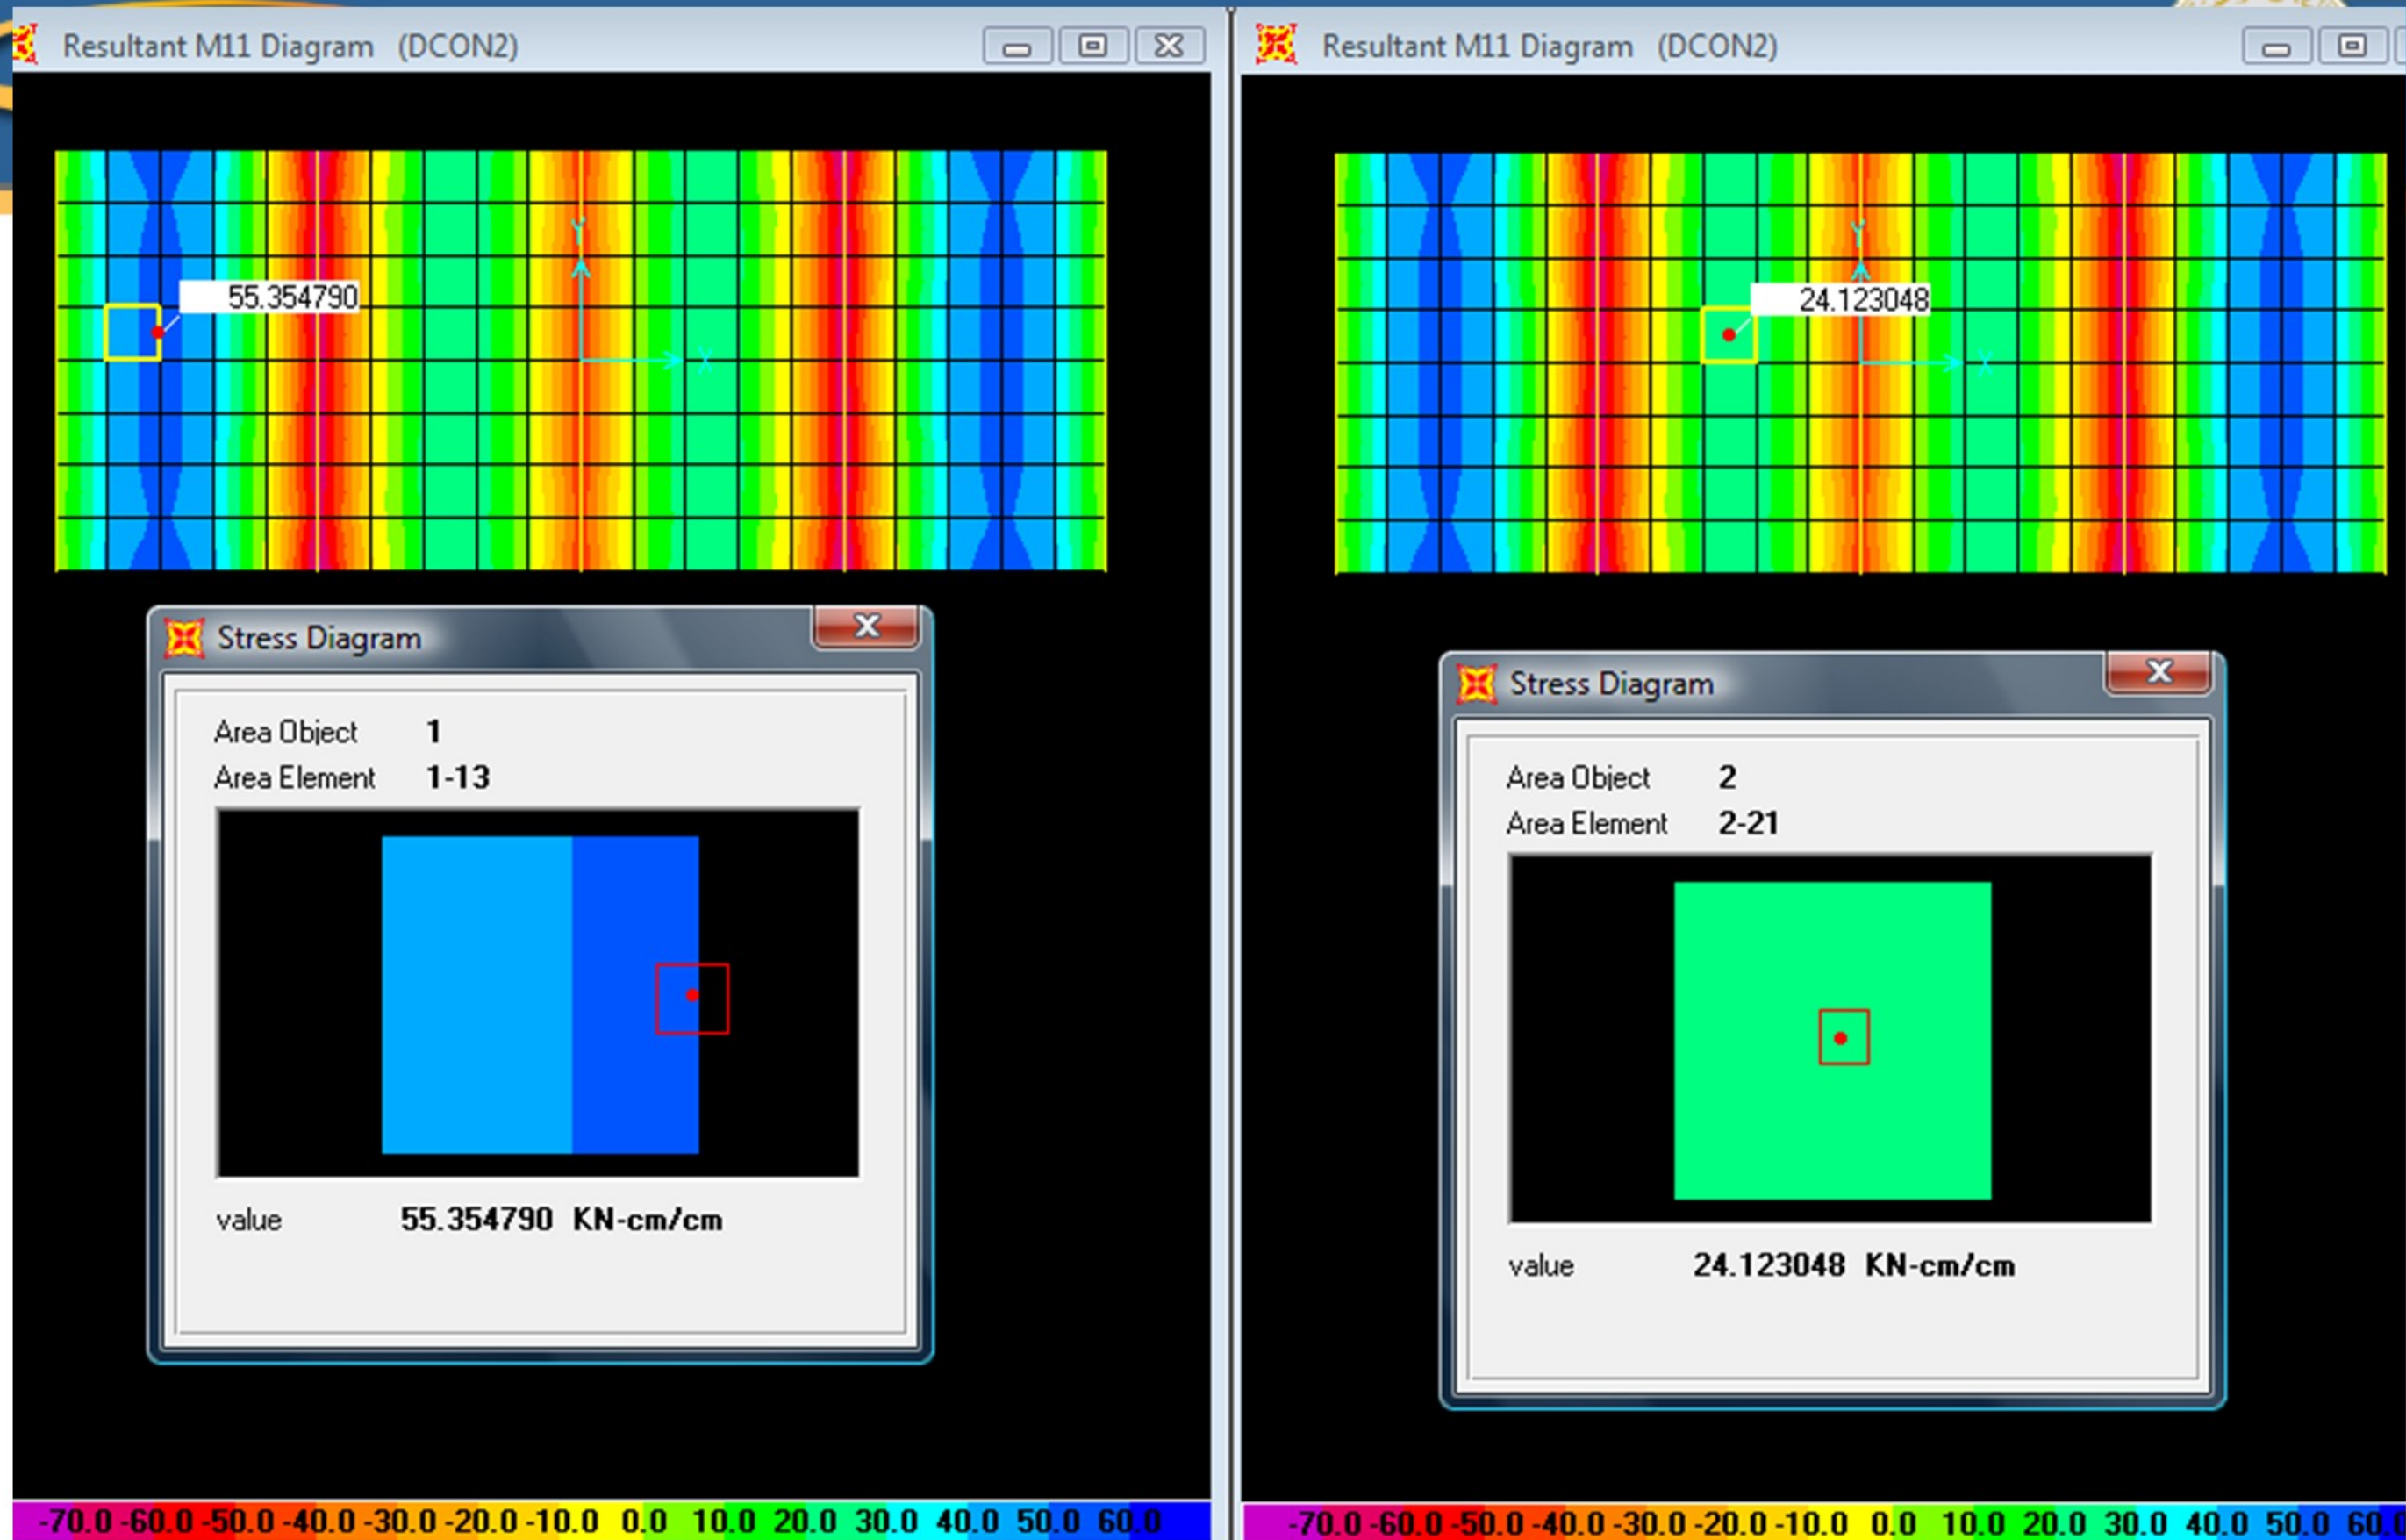 Resultant M11 Diagram (DCON2)
55.354790
Y
X
Stress Diagram
Area Object 1
Area Element 1-13
value 55.354790 KN-cm/cm
-70.0 -60.0 -50.0 -40.0 -30.0 -20.0 -10.0 0.0 10.0 20.0 30.0 40.0 50.0 60.0
Resultant M11 Diagram (DCON2)
24.123048
Y
X
Stress Diagram
Area Object 2
Area Element 2-21
value 24.123048 KN-cm/cm
-70.0 -60.0 -50.0 -40.0 -30.0 -20.0 -10.0 0.0 10.0 20.0 30.0 40.0 50.0